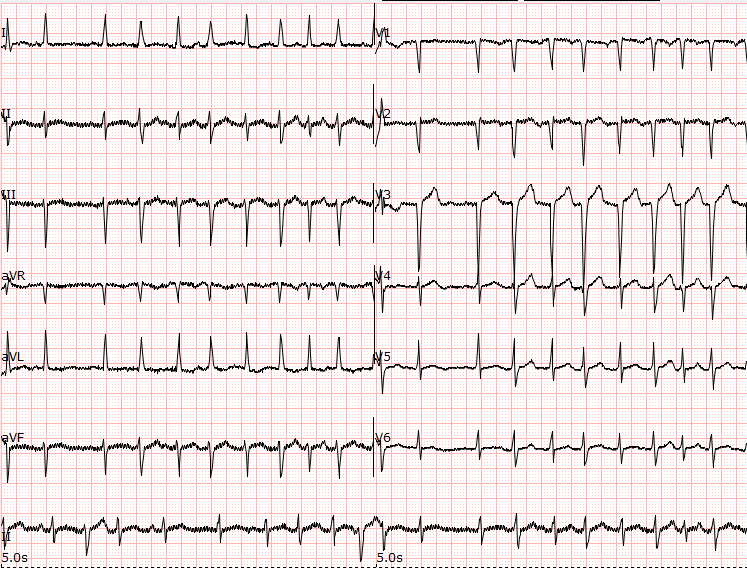 I V1
II V2
III V3
aVR V4
aVL V5
aVF V6
II
5.0s 5.0s